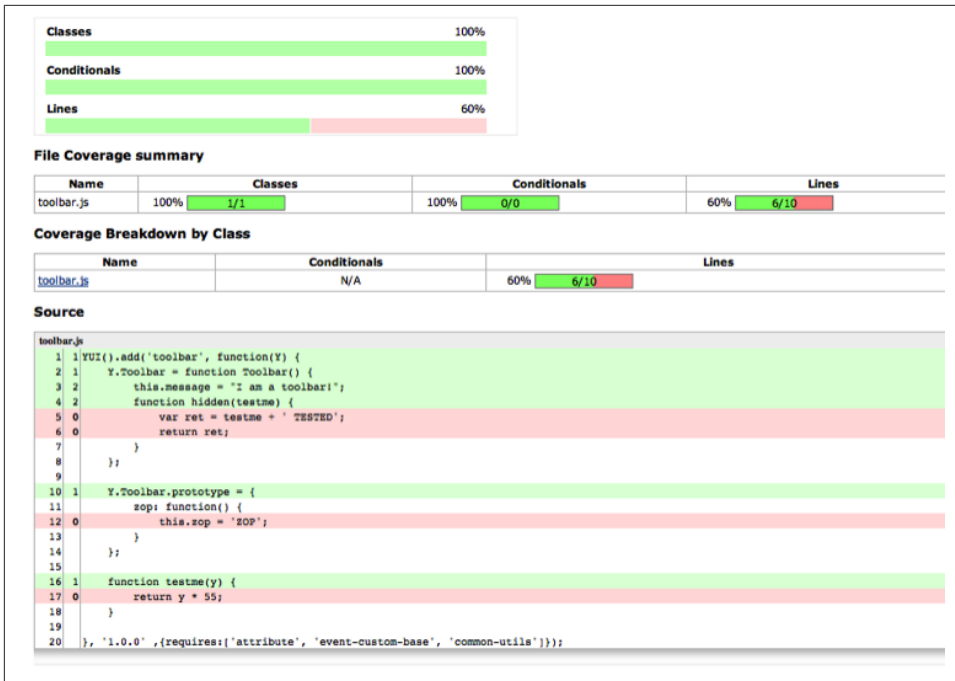 Classes 100%
Conditionals 100%
Lines 60%
File Coverage summary
Name Classes Conditionals Lines
toolbar.js 100% 1/1 100% 0/0 60% 6/10
Coverage Breakdown by Class
Name Conditionals Lines
toolbar.js N/A 60% 6/10
Source
toolbar.js
1 1 YUI().add('toolbar', function(Y) {
2 1 Y.Toolbar = function Toolbar() {
3 2 this.message = "I am a toolbar!";
4 2 function hidden(testme) {
5 0 var ret = testme + ' TESTED';
6 0 return ret;
7 }
8 };
9
10 1 Y.Toolbar.prototype = {
11 zop: function() {
12 0 this.zop = 'ZOP';
13 }
14 };
15
16 1 function testme(y) {
17 0 return y * 55;
18 }
19
20 }, '1.0.0' ,{requires:['attribute', 'event-custom-base', 'common-utils']});